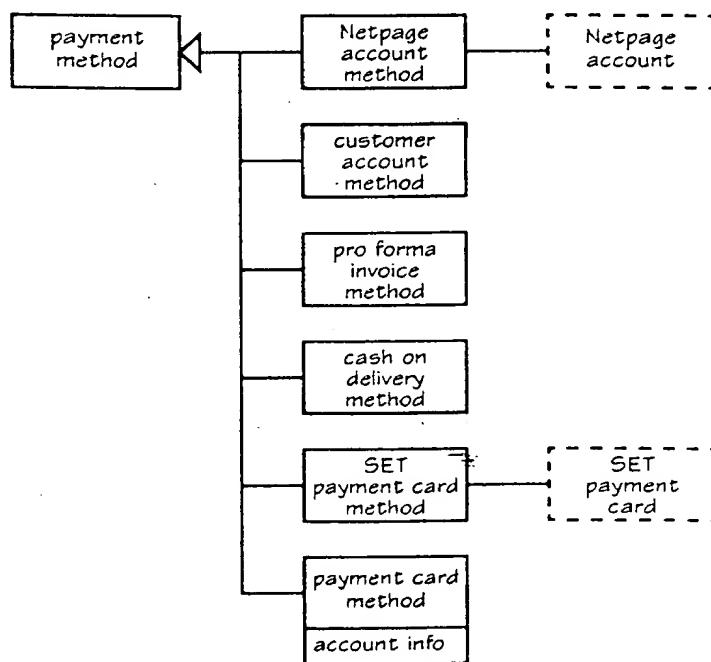 payment
method
Netpage
account
method
Netpage
account
customer
account
method
pro forma
invoice
method
cash on
delivery
method
SET
payment card
method
SET
payment
card
payment card
method
account info